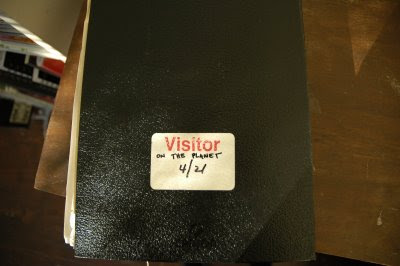 Visitor
ON THE PLANET
4/21